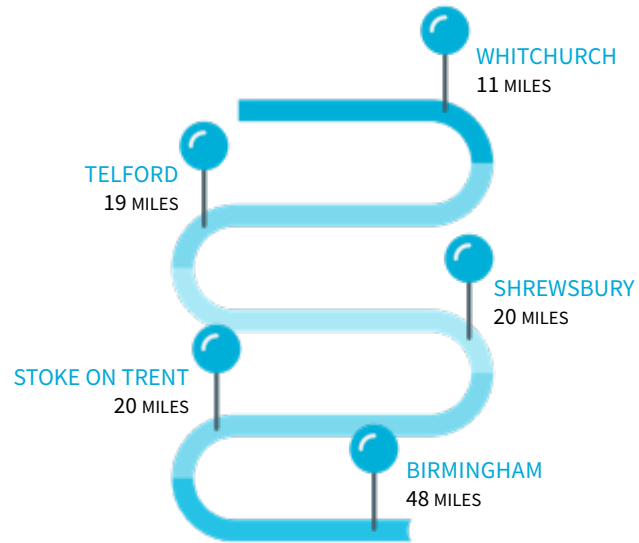 WHITCHURCH
11 MILES
TELFORD
19 MILES
SHREWSBURY
20 MILES
STOKE ON TRENT
20 MILES
BIRMINGHAM
48 MILES